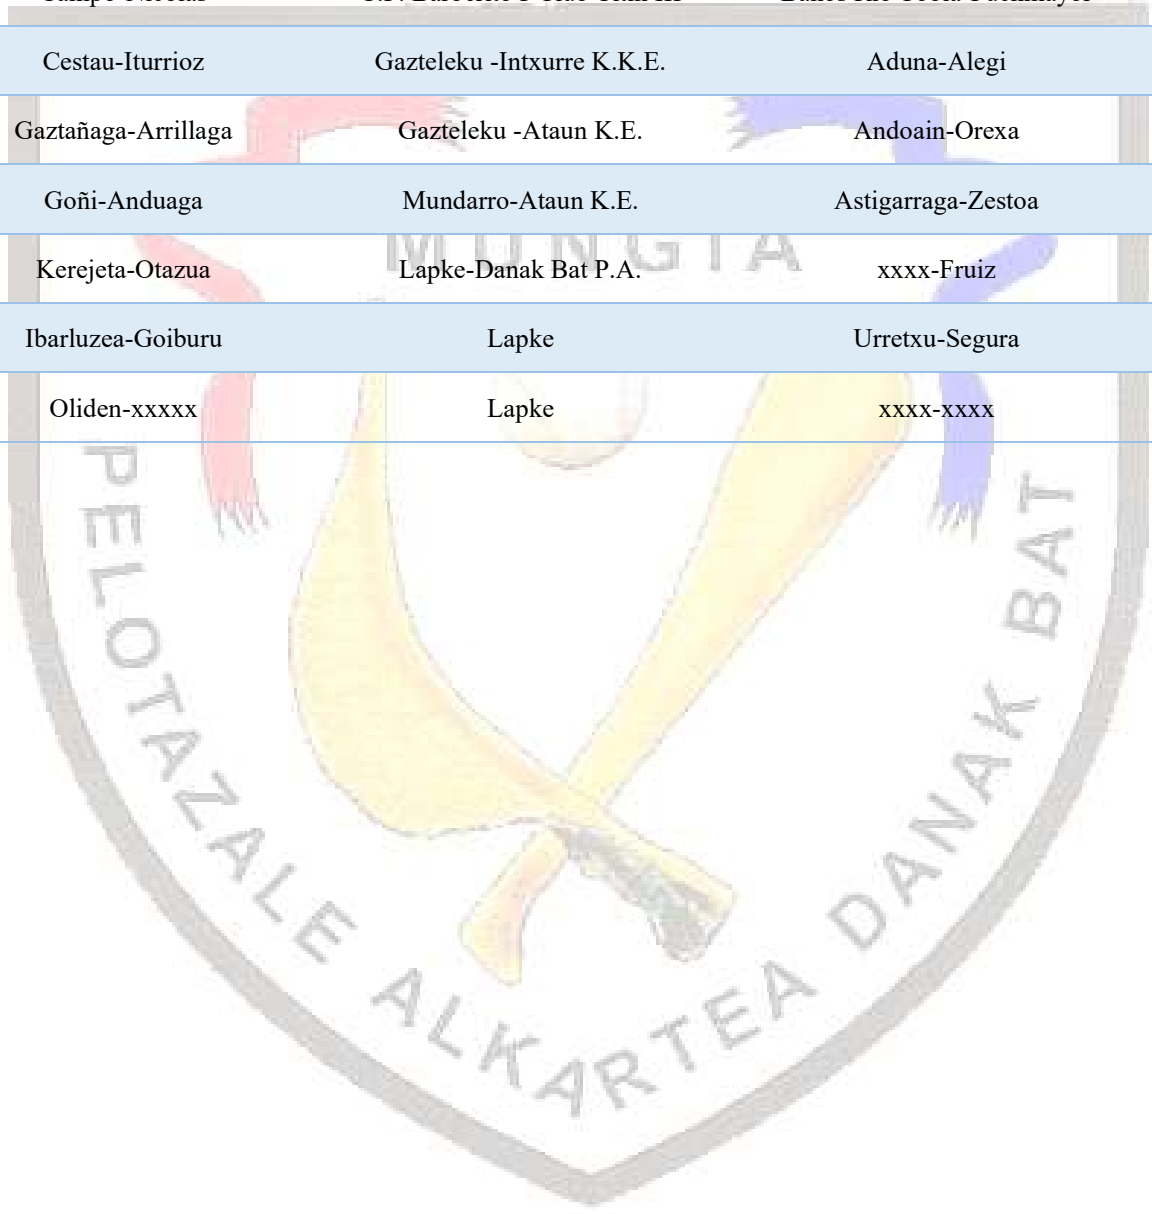 Cestau-Iturrioz Gazteleku -Intxurre K.K.E. Aduna-Alegi
Gaztañaga-Arrillaga Gazteleku -Ataun K.E. Andoain-Orexa
Goñi-Anduaga Mundarro-Ataun K.E. Astigarraga-Zestoa
MUNGIA
Kerejeta-Otazua Lapke-Danak Bat P.A. xxxx-Fruiz
Ibarluzea-Goiburu Lapke Urretxu-Segura
Oliden-xxxxx Lapke xxxx-xxxx
PELOTAZALE ALKARTEA DANAK BAT